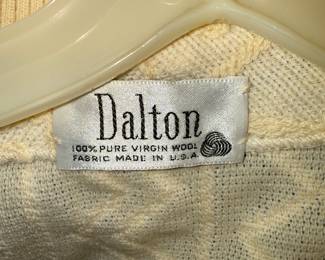 Dalton
100% PURE VIRGIN WOOL
FABRIC MADE IN U.S.A.